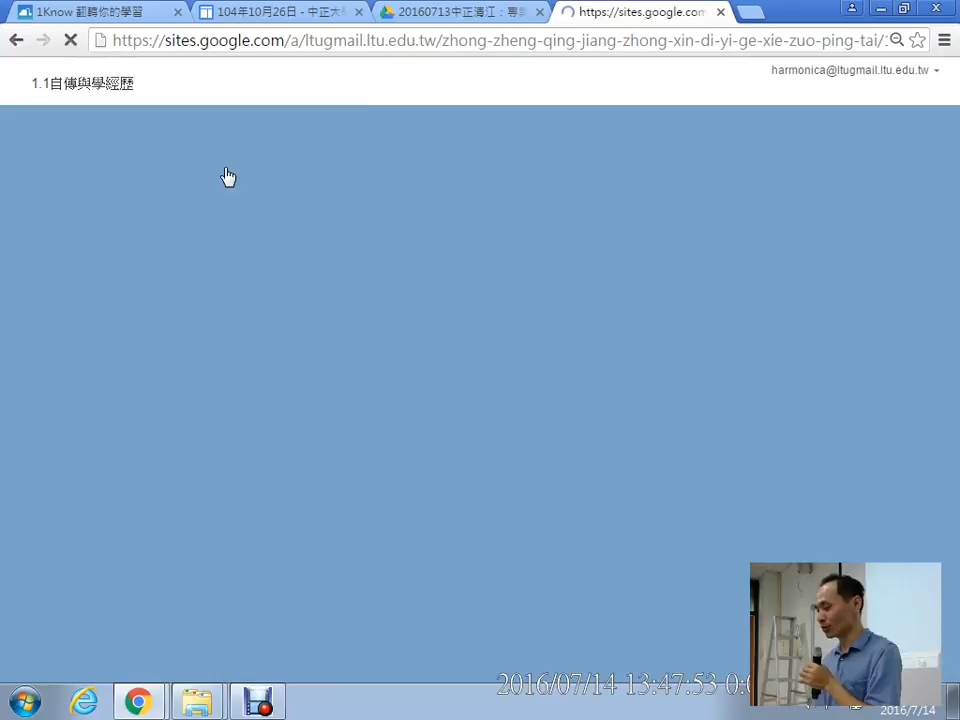 1Know 翻轉你的學習
104年10月26日 - 中正大
20160713中正清江：專
https://sites.google.com
https://sites.google.com/a/ltugmail.ltu.edu.tw/zhong-zheng-qing-jiang-zhong-xin-di-yi-ge-xie-zuo-ping-tai/
harmonica@ltugmail.ltu.edu.tw
1.1自傳與學經歷
2016/07/14 13:47:53
2016/7/14